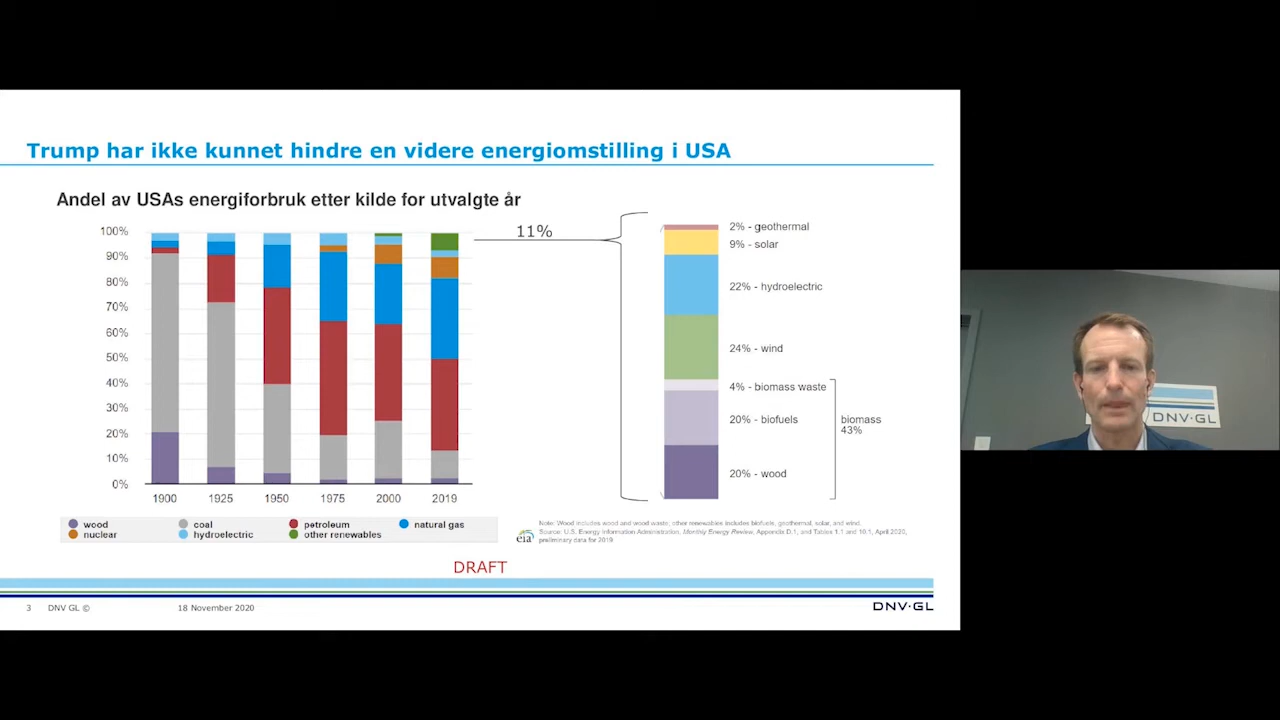 Trump har ikke kunnet hindre en videre energiomstilling i USA
Andel av USAs energiforbruk etter kilde for utvalgte år
100%
90%
80%
70%
60%
50%
40%
30%
20%
10%
0%
1900 1925 1950 1975 2000 2019
wood coal petroleum natural gas
nuclear hydroelectric other renewables
11%
2% - geothermal
9% - solar
22% - hydroelectric
24% - wind
4% - biomass waste
20% - biofuels
20% - wood
biomass
43%
eia
Note: Wood includes wood and wood waste; other renewables includes biofuels, geothermal, solar, and wind.
Source: U.S. Energy Information Administration, Monthly Energy Review, Appendix D.1, and Tables 1.1 and 10.1, April 2020,
preliminary data for 2019
DRAFT
3 DNV GL © 18 November 2020
DNV·GL
DNV·GL